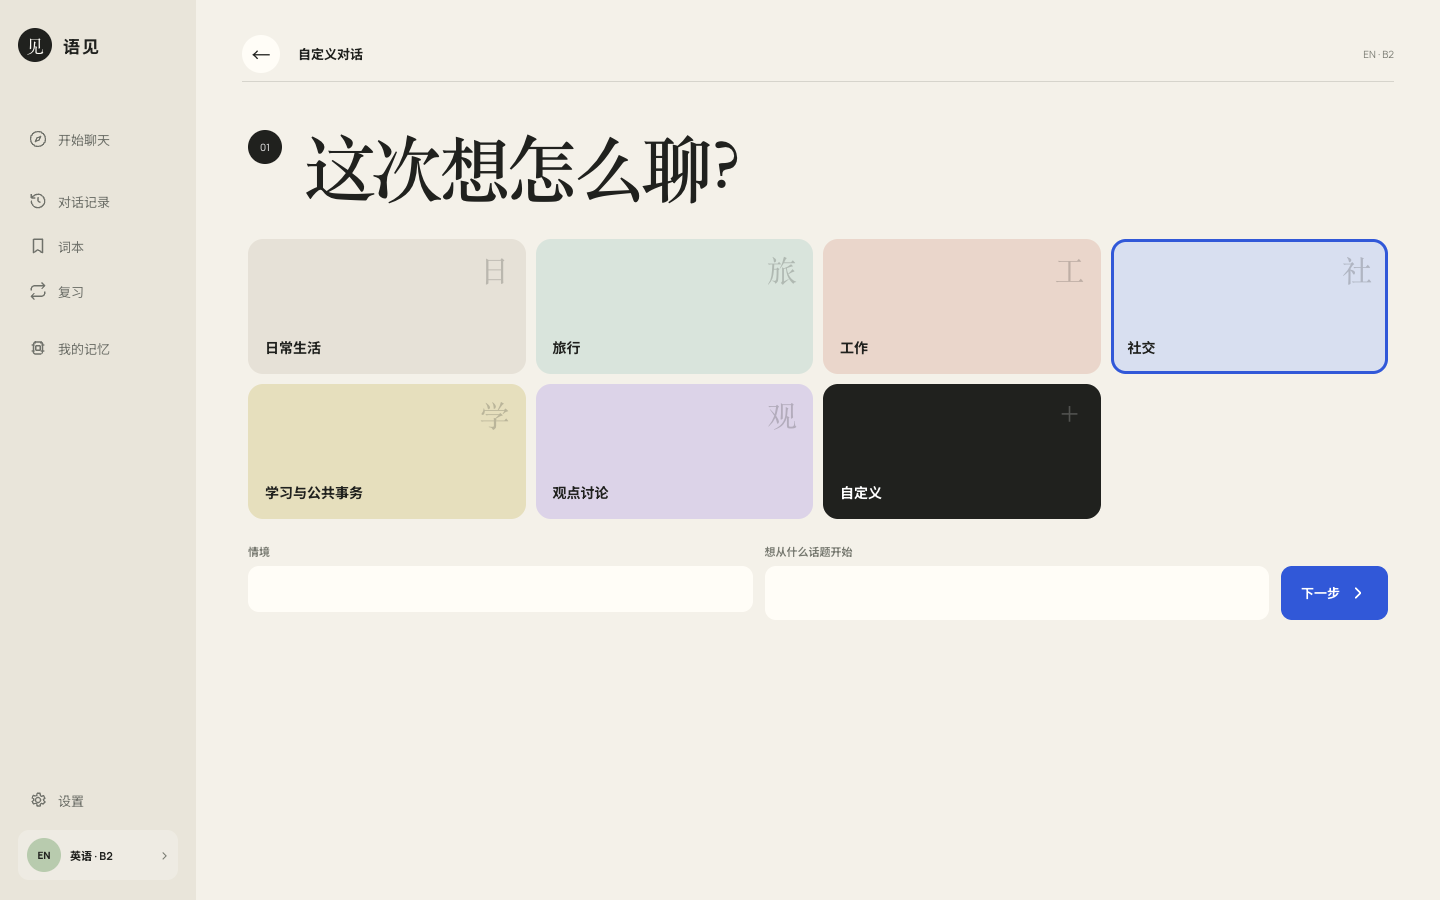 见 语见
开始聊天
对话记录
词本
复习
我的记忆
设置
EN 英语 · B2
自定义对话
EN · B2
01
这次想怎么聊?
日
日常生活
旅
旅行
工
工作
社
社交
学
学习与公共事务
观
观点讨论
+
自定义
情境
想从什么话题开始
下一步